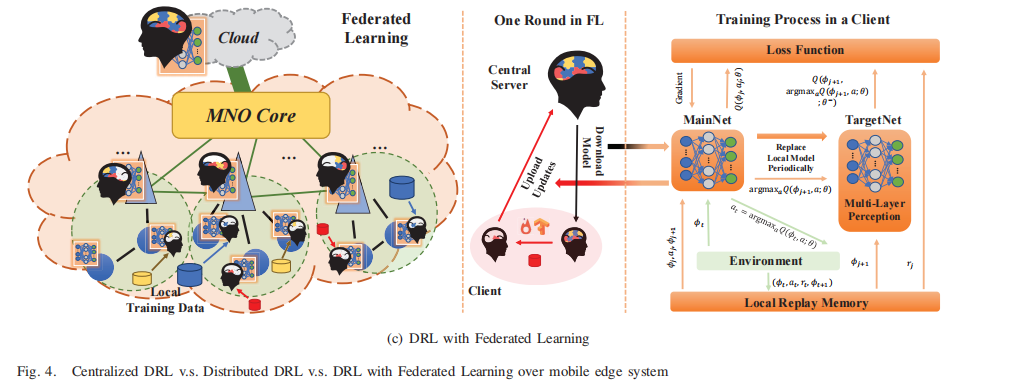 Federated
Learning
Cloud
MNO Core
...
...
...
Local
Training Data
One Round in FL
Central
Server
Upload
Updates
Download
Model
Client
Training Process in a Client
Loss Function
Gradient
Q(ϕⱼ, aⱼ; θ)
Q(ϕⱼ₊₁,
argmaxₐQ(ϕⱼ₊₁, a; θ)
; θ⁻)
MainNet
TargetNet
Replace
Local Model
Periodically
argmaxₐQ(ϕⱼ₊₁, a; θ)
Multi-Layer
Perception
aₜ = argmaxₐQ(ϕₜ, a; θ)
ϕⱼ, aⱼ, ϕⱼ₊₁
ϕₜ
Environment
(ϕₜ, aₜ, rₜ, ϕₜ₊₁)
ϕⱼ₊₁
rⱼ
Local Replay Memory
(c) DRL with Federated Learning
Fig. 4. Centralized DRL v.s. Distributed DRL v.s. DRL with Federated Learning over mobile edge system